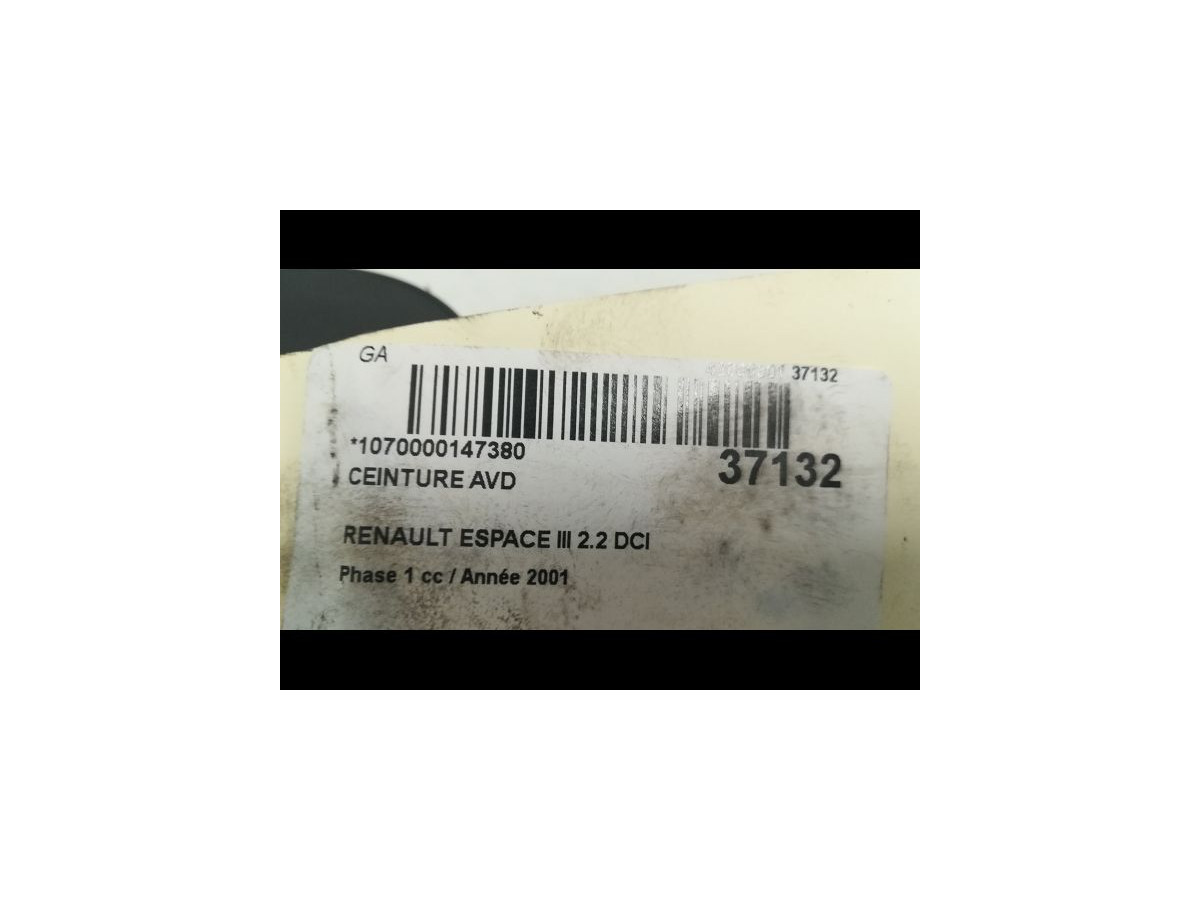 GA
37132
*1070000147380
37132
CEINTURE AVD
RENAULT ESPACE III 2.2 DCI
Phase 1 cc / Année 2001